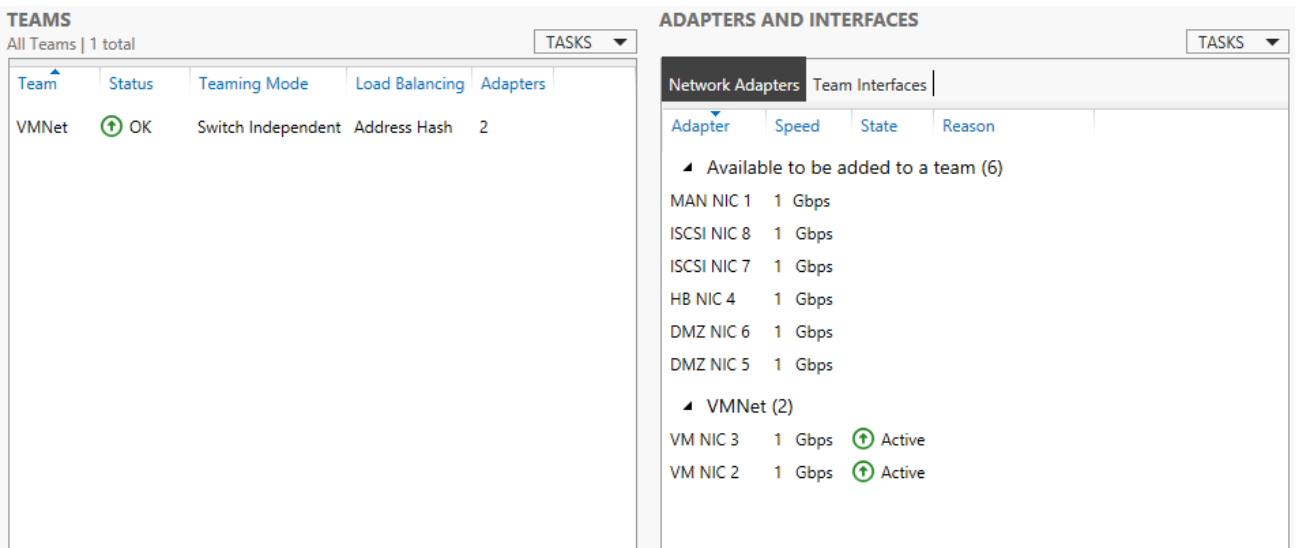 TEAMS
All Teams | 1 total
TASKS
Team Status Teaming Mode Load Balancing Adapters
VMNet OK Switch Independent Address Hash 2
ADAPTERS AND INTERFACES
TASKS
Network Adapters Team Interfaces
Adapter Speed State Reason
Available to be added to a team (6)
MAN NIC 1 1 Gbps
ISCSI NIC 8 1 Gbps
ISCSI NIC 7 1 Gbps
HB NIC 4 1 Gbps
DMZ NIC 6 1 Gbps
DMZ NIC 5 1 Gbps
VMNet (2)
VM NIC 3 1 Gbps Active
VM NIC 2 1 Gbps Active